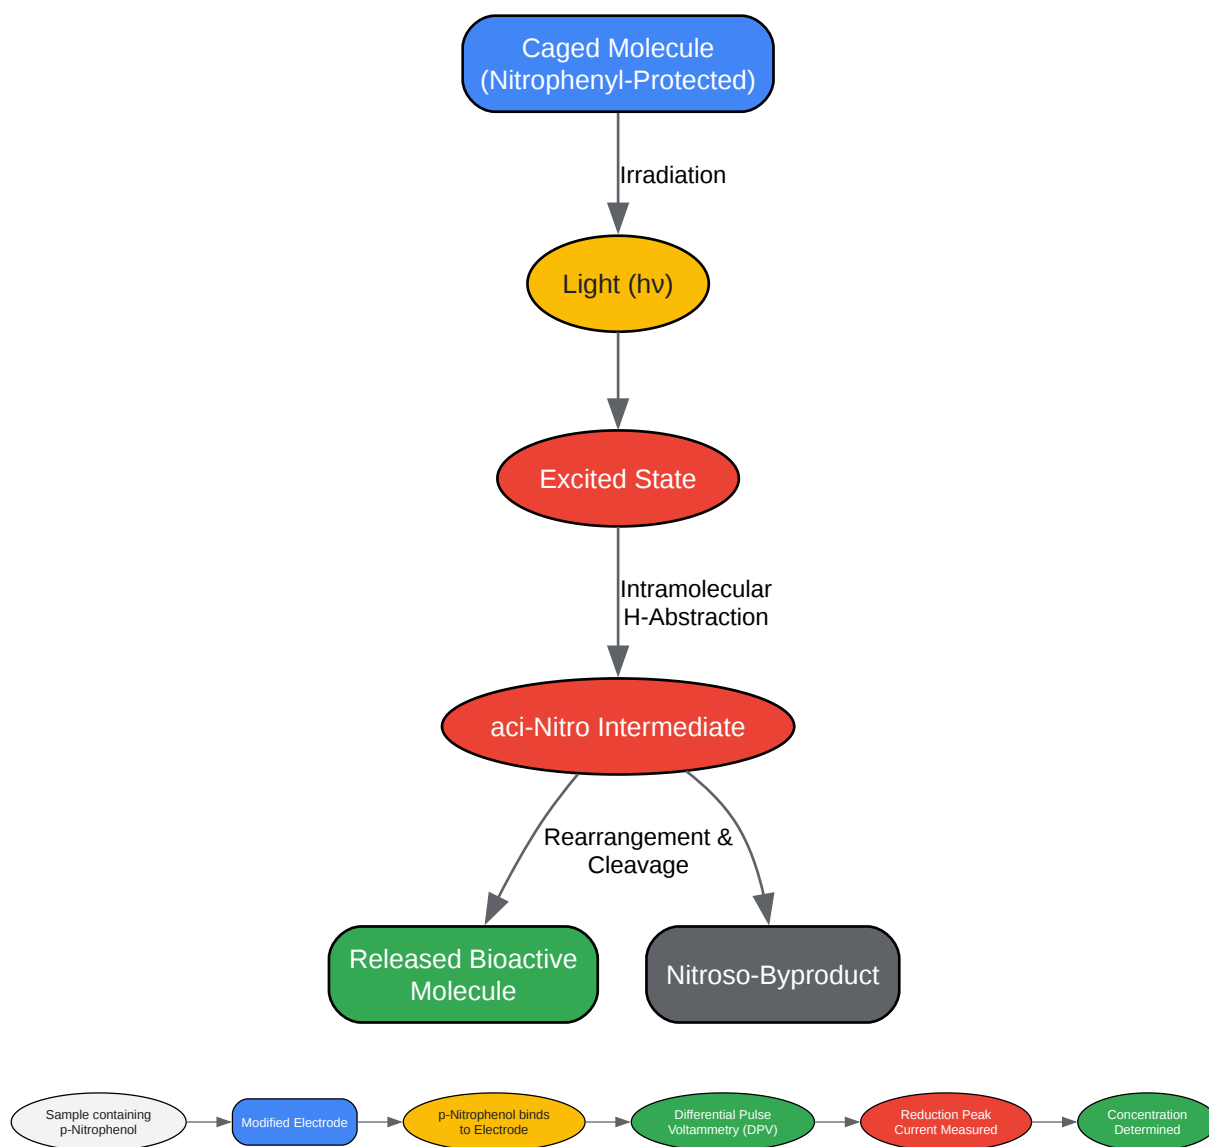 Caged Molecule
(Nitrophenyl-Protected)
Irradiation
Light (hν)
Excited State
Intramolecular
H-Abstraction
aci-Nitro Intermediate
Rearrangement &
Cleavage
Released Bioactive
Molecule
Nitroso-Byproduct
Sample containing
p-Nitrophenol
Modified Electrode
p-Nitrophenol binds
to Electrode
Differential Pulse
Voltammetry (DPV)
Reduction Peak
Current Measured
Concentration
Determined